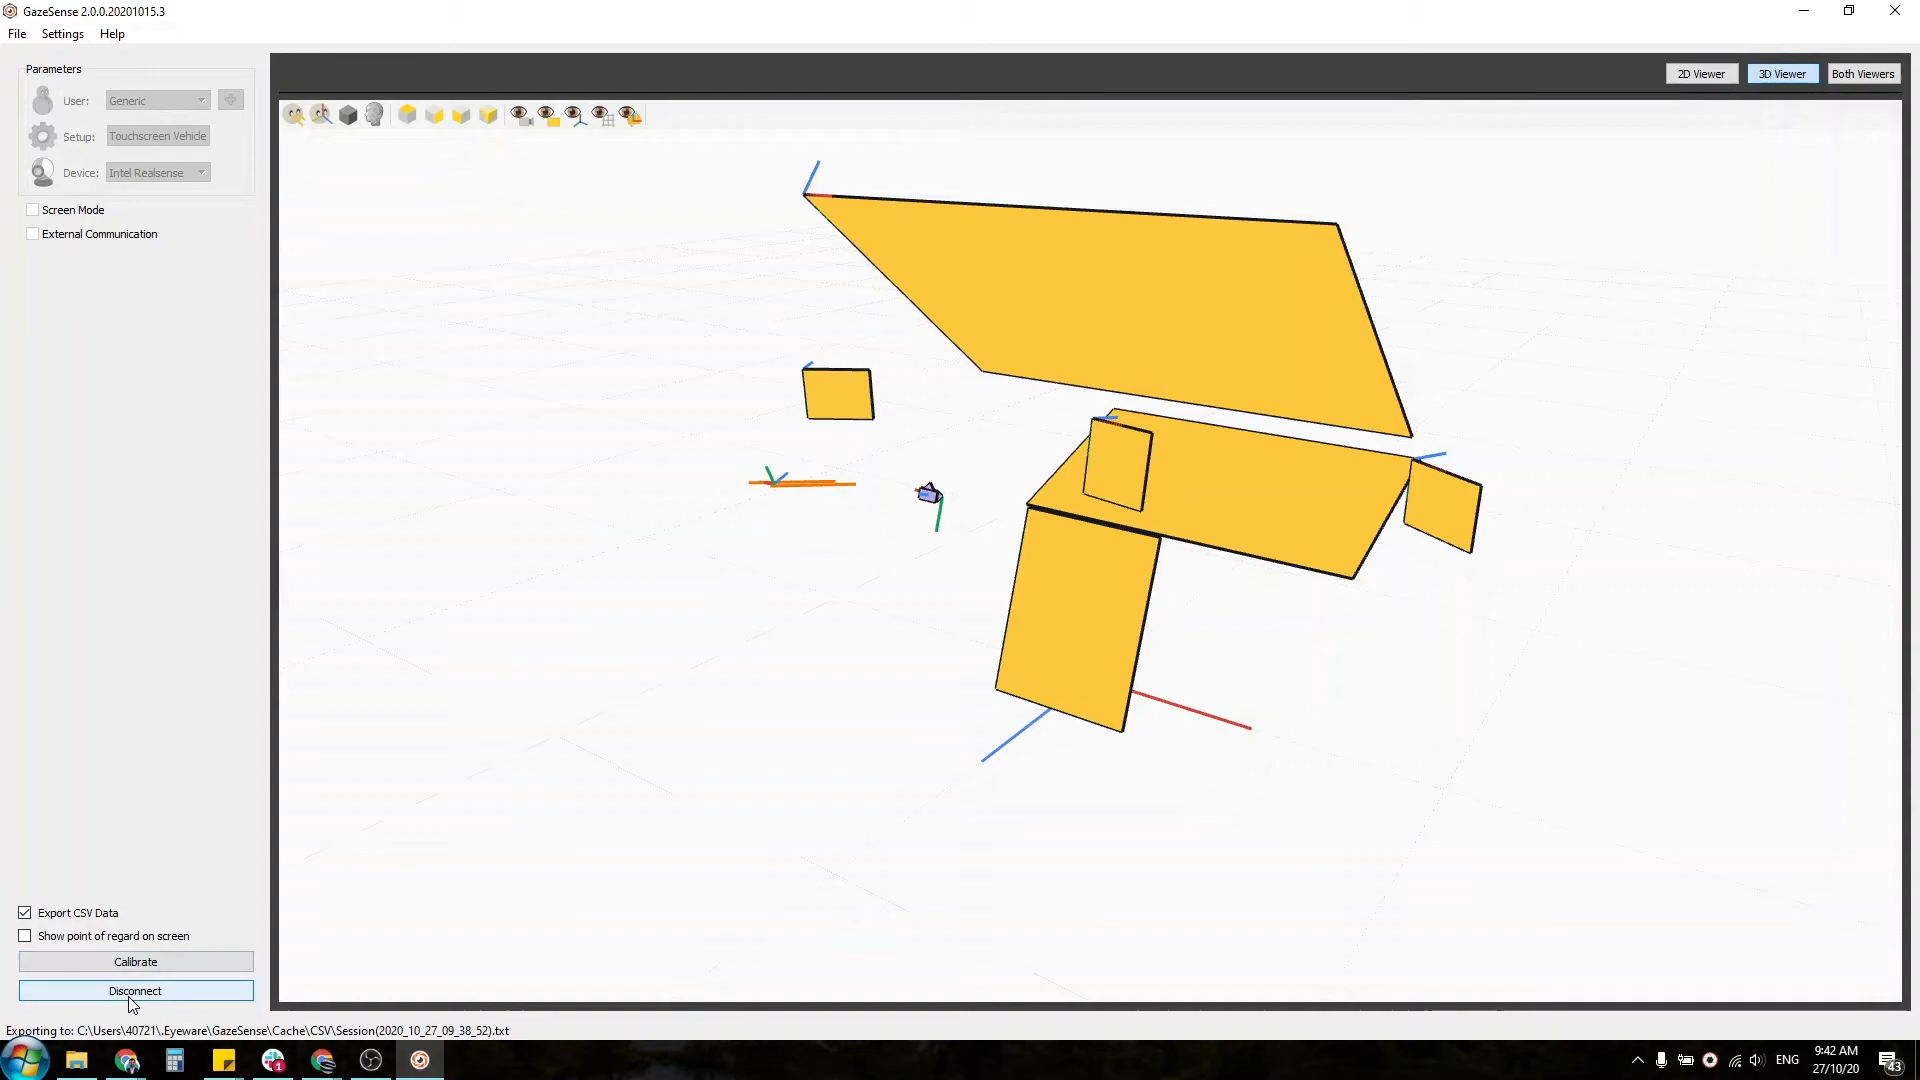 GazeSense 2.0.0.20201015.3
File Settings Help
Parameters
2D Viewer 3D Viewer Both Viewers
User: Generic
Setup: Touchscreen Vehicle
Device: Intel Realsense
Screen Mode
External Communication
Export CSV Data
Show point of regard on screen
Calibrate
Disconnect
Exporting to: C:\Users\40721\.Eyeware\GazeSense\Cache\CSV\Session(2020_10_27_09_38_52).txt
1
ENG
9:42 AM
27/10/20
43